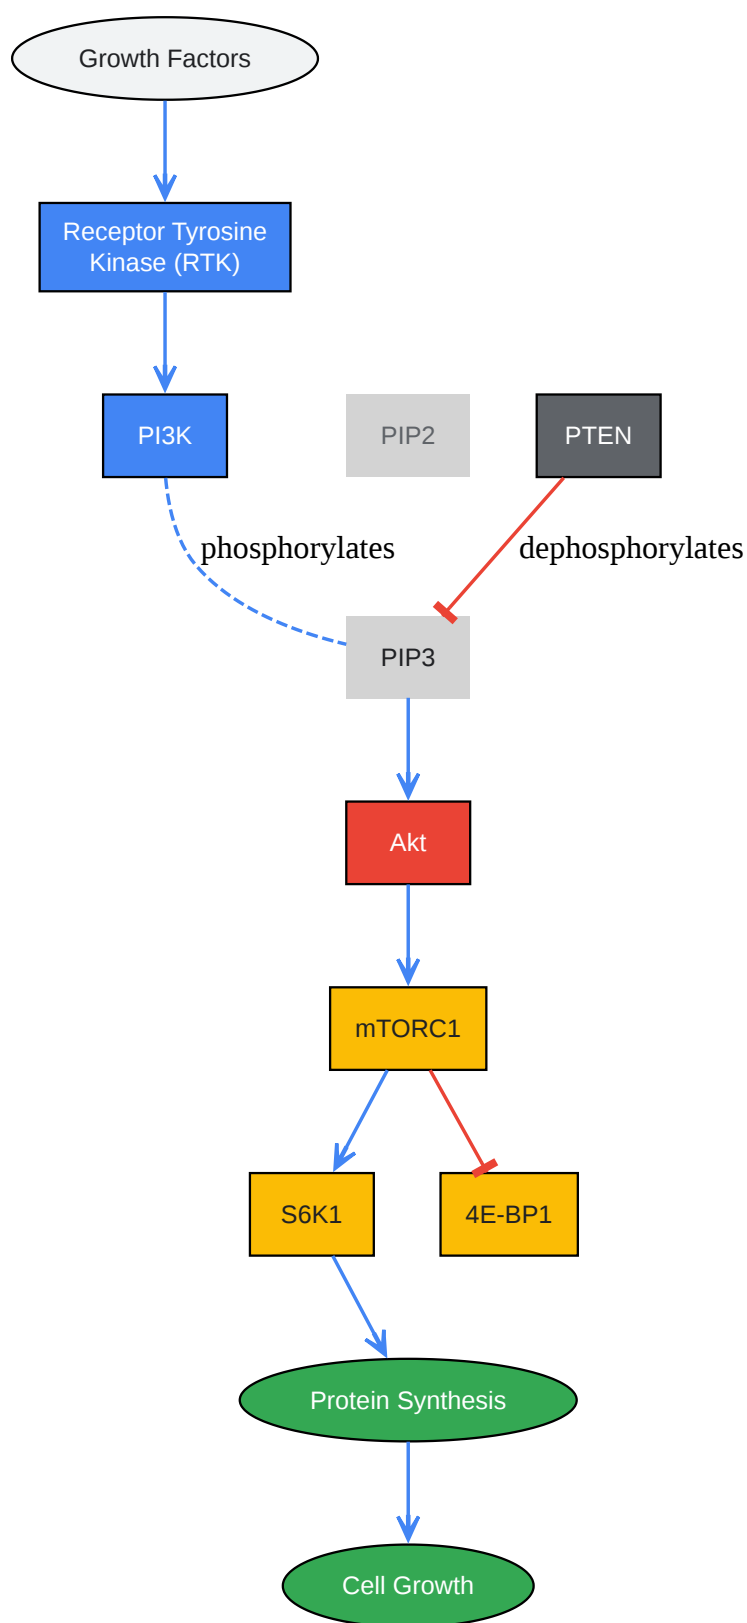 Growth Factors
Receptor Tyrosine
Kinase (RTK)
PI3K
PIP2
PTEN
phosphorylates
dephosphorylates
PIP3
Akt
mTORC1
S6K1
4E-BP1
Protein Synthesis
Cell Growth